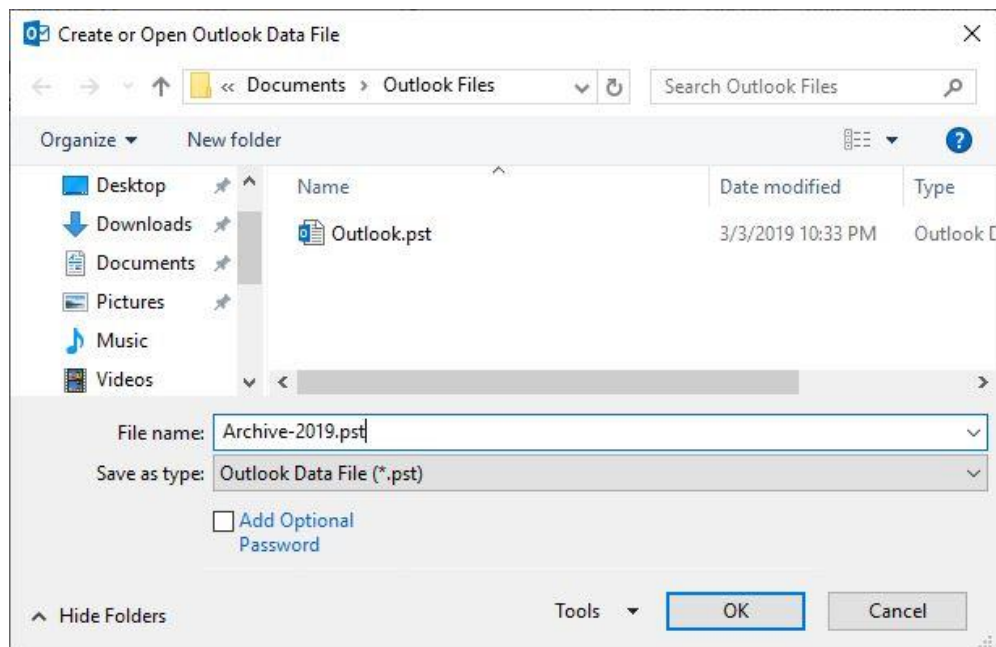 Create or Open Outlook Data File
« Documents › Outlook Files
Search Outlook Files
Organize
New folder
Desktop
Downloads
Documents
Pictures
Music
Videos
Name
Date modified
Type
Outlook.pst
3/3/2019 10:33 PM
Outlook
File name: Archive-2019.pst
Save as type: Outlook Data File (*.pst)
Add Optional
Password
Hide Folders
Tools
OK
Cancel